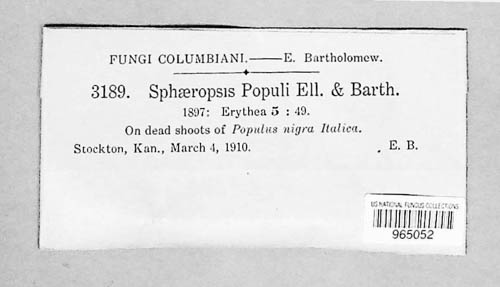 FUNGI COLUMBIANI.——E. Bartholomew.
3189. Sphæropsis Populi Ell. & Barth.
1897: Erythea 5 : 49.
On dead shoots of Populus nigra Italica.
Stockton, Kan., March 4, 1910. E. B.
US NATIONAL FUNGUS COLLECTIONS
965052